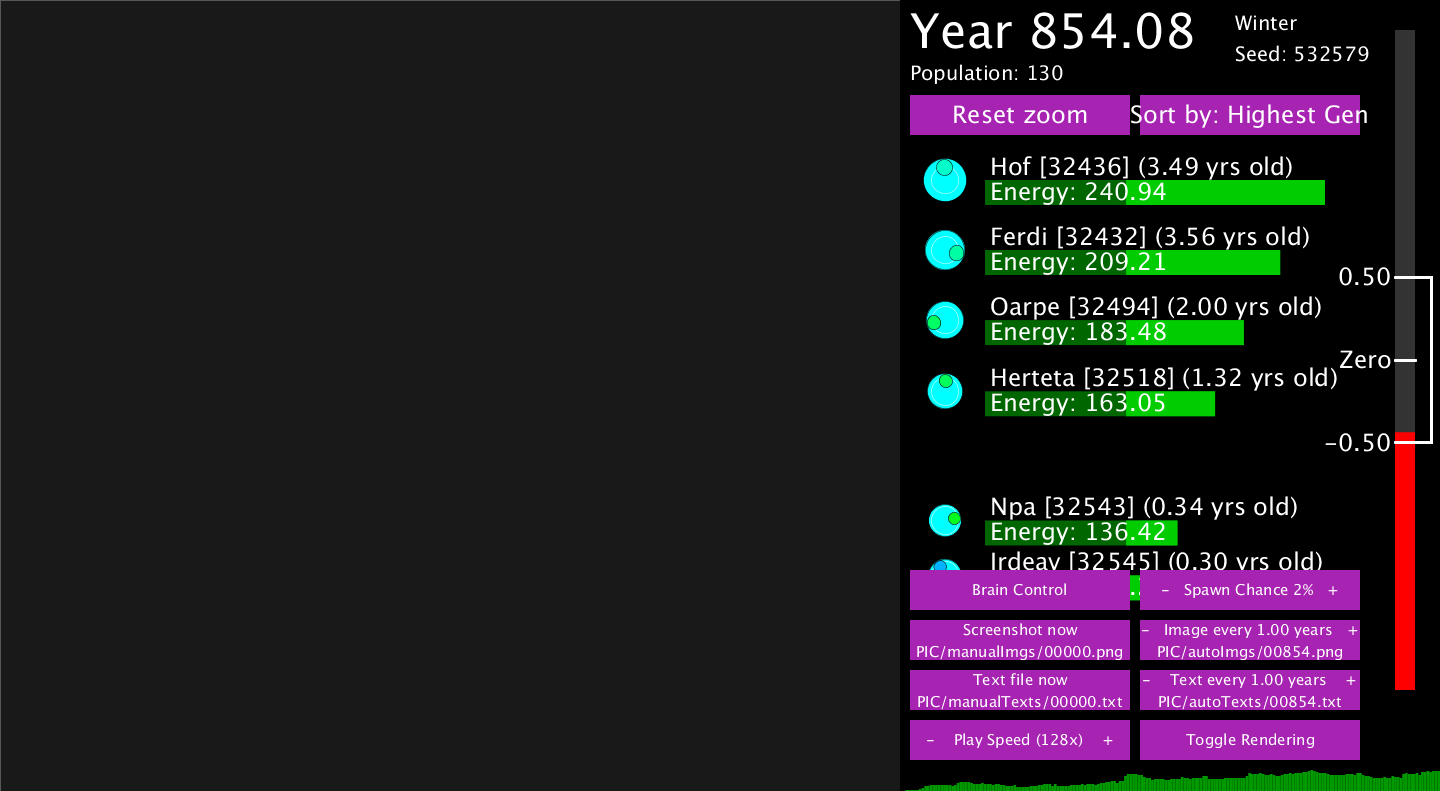 Year 854.08
Winter
Seed: 532579
Population: 130
Reset zoom
Sort by: Highest Gen
Hof [32436] (3.49 yrs old)
Energy: 240.94
Ferdi [32432] (3.56 yrs old)
Energy: 209.21
0.50
Oarpe [32494] (2.00 yrs old)
Energy: 183.48
Zero
Herteta [32518] (1.32 yrs old)
Energy: 163.05
-0.50
Npa [32543] (0.34 yrs old)
Energy: 136.42
Irdeay [32545] (0.30 yrs old)
Brain Control
- Spawn Chance 2% +
Screenshot now
PIC/manualImgs/00000.png
- Image every 1.00 years +
PIC/autoImgs/00854.png
Text file now
PIC/manualTexts/00000.txt
- Text every 1.00 years +
PIC/autoTexts/00854.txt
- Play Speed (128x) +
Toggle Rendering